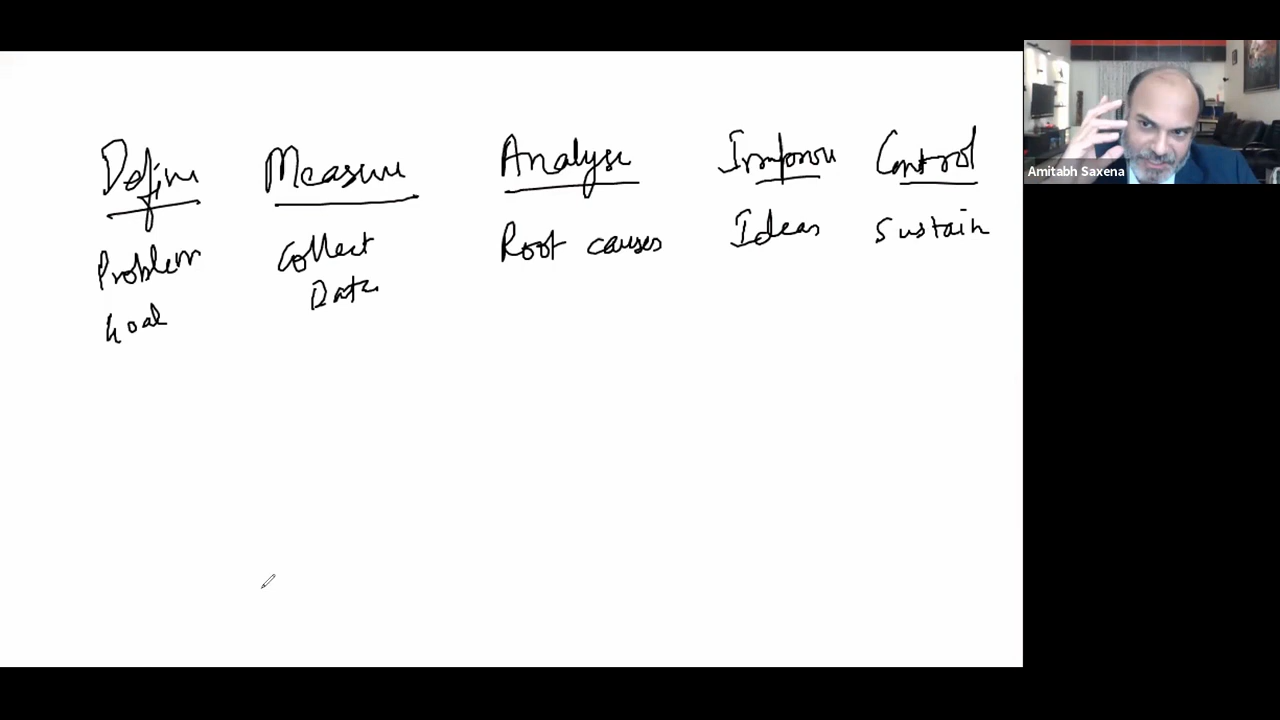 Define Measure Analyse Improve Control
Problem Collect Root causes Ideas Sustain
Goal Data
Amitabh Saxena